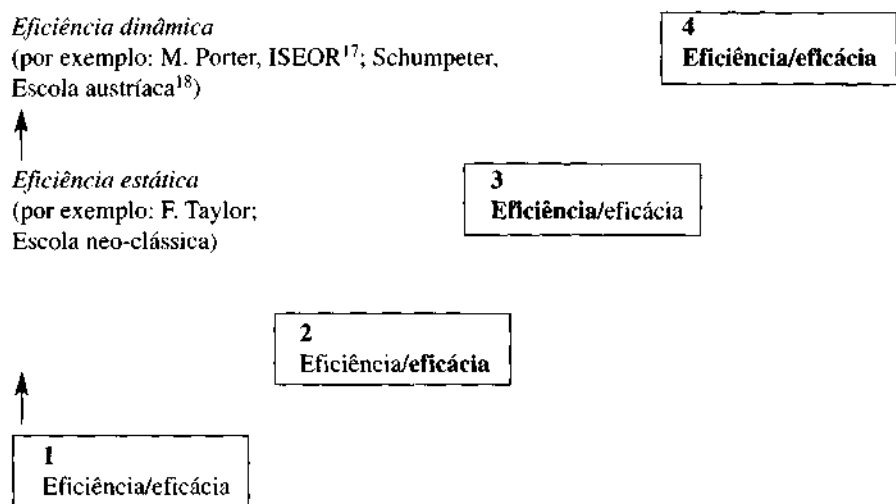 Eficiência dinâmica
(por exemplo: M. Porter, ISEOR17; Schumpeter,
Escola austríaca18)
4
Eficiência/eficácia
Eficiência estática
(por exemplo: F. Taylor;
Escola neo-clássica)
3
Eficiência/eficácia
2
Eficiência/eficácia
1
Eficiência/eficácia